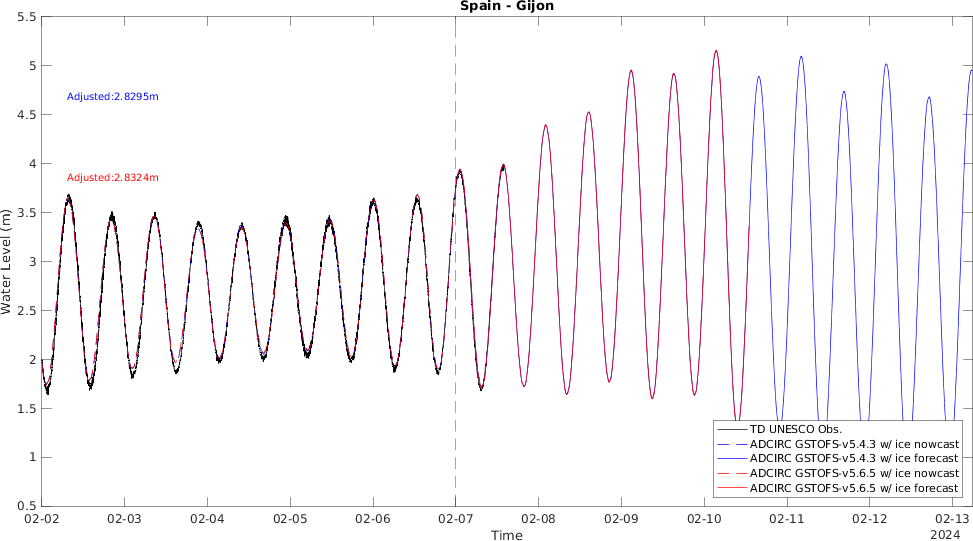 Spain - Gijon
5.5
5
4.5
4
3.5
3
2.5
2
1.5
1
0.5
Water Level (m)
Adjusted:2.8295m
Adjusted:2.8324m
TD UNESCO Obs.
ADCIRC GSTOFS-v5.4.3 w/ ice nowcast
ADCIRC GSTOFS-v5.4.3 w/ ice forecast
ADCIRC GSTOFS-v5.6.5 w/ ice nowcast
ADCIRC GSTOFS-v5.6.5 w/ ice forecast
02-02 02-03 02-04 02-05 02-06 02-07 02-08 02-09 02-10 02-11 02-12 02-13
Time
2024